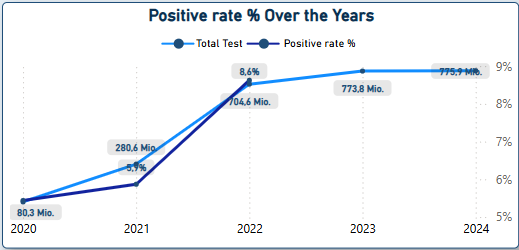 Positive rate % Over the Years
Total Test Positive rate %
9%
8,6%
775,9 Mio.
773,8 Mio.
8%
704,6 Mio.
7%
280,6 Mio.
5,9%
6%
80,3 Mio.
5%
2020 2021 2022 2023 2024